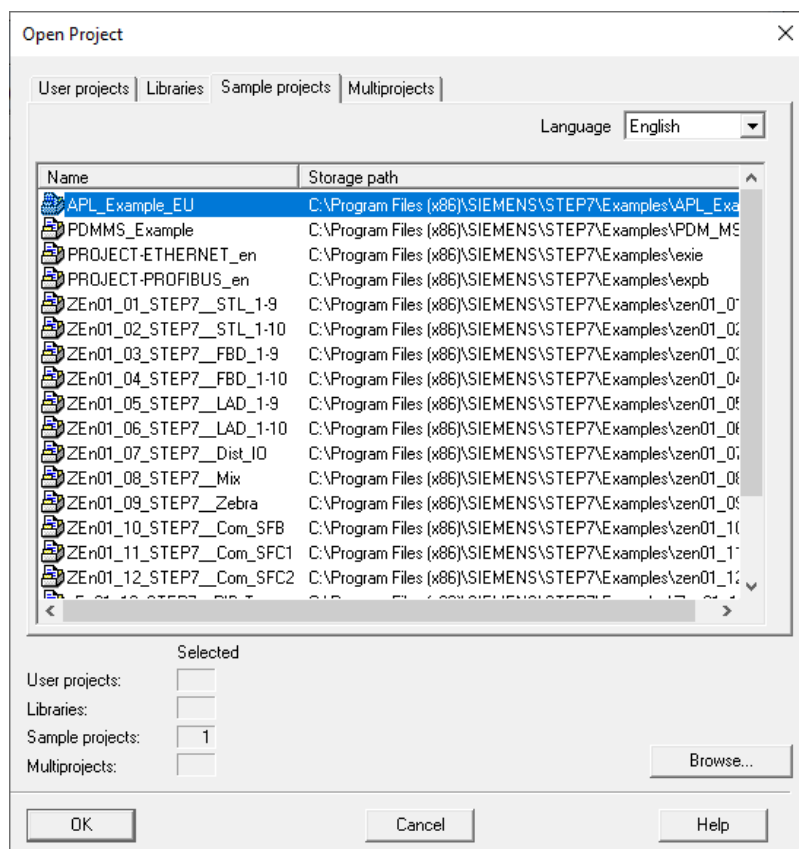 Open Project
User projects Libraries Sample projects Multiprojects
Language English
Name Storage path
APL_Example_EU C:\Program Files (x86)\SIEMENS\STEP7\Examples\APL_Exa
PDMMS_Example C:\Program Files (x86)\SIEMENS\STEP7\Examples\PDM_MS
PROJECT-ETHERNET_en C:\Program Files (x86)\SIEMENS\STEP7\Examples\exie
PROJECT-PROFIBUS_en C:\Program Files (x86)\SIEMENS\STEP7\Examples\expb
ZEn01_01_STEP7__STL_1-9 C:\Program Files (x86)\SIEMENS\STEP7\Examples\zen01_01
ZEn01_02_STEP7__STL_1-10 C:\Program Files (x86)\SIEMENS\STEP7\Examples\zen01_02
ZEn01_03_STEP7__FBD_1-9 C:\Program Files (x86)\SIEMENS\STEP7\Examples\zen01_03
ZEn01_04_STEP7__FBD_1-10 C:\Program Files (x86)\SIEMENS\STEP7\Examples\zen01_04
ZEn01_05_STEP7__LAD_1-9 C:\Program Files (x86)\SIEMENS\STEP7\Examples\zen01_05
ZEn01_06_STEP7__LAD_1-10 C:\Program Files (x86)\SIEMENS\STEP7\Examples\zen01_06
ZEn01_07_STEP7__Dist_IO C:\Program Files (x86)\SIEMENS\STEP7\Examples\zen01_07
ZEn01_08_STEP7__Mix C:\Program Files (x86)\SIEMENS\STEP7\Examples\zen01_08
ZEn01_09_STEP7__Zebra C:\Program Files (x86)\SIEMENS\STEP7\Examples\zen01_09
ZEn01_10_STEP7__Com_SFB C:\Program Files (x86)\SIEMENS\STEP7\Examples\zen01_10
ZEn01_11_STEP7__Com_SFC1 C:\Program Files (x86)\SIEMENS\STEP7\Examples\zen01_11
ZEn01_12_STEP7__Com_SFC2 C:\Program Files (x86)\SIEMENS\STEP7\Examples\zen01_12
Selected
User projects:
Libraries:
Sample projects: 1
Multiprojects:
Browse...
OK Cancel Help